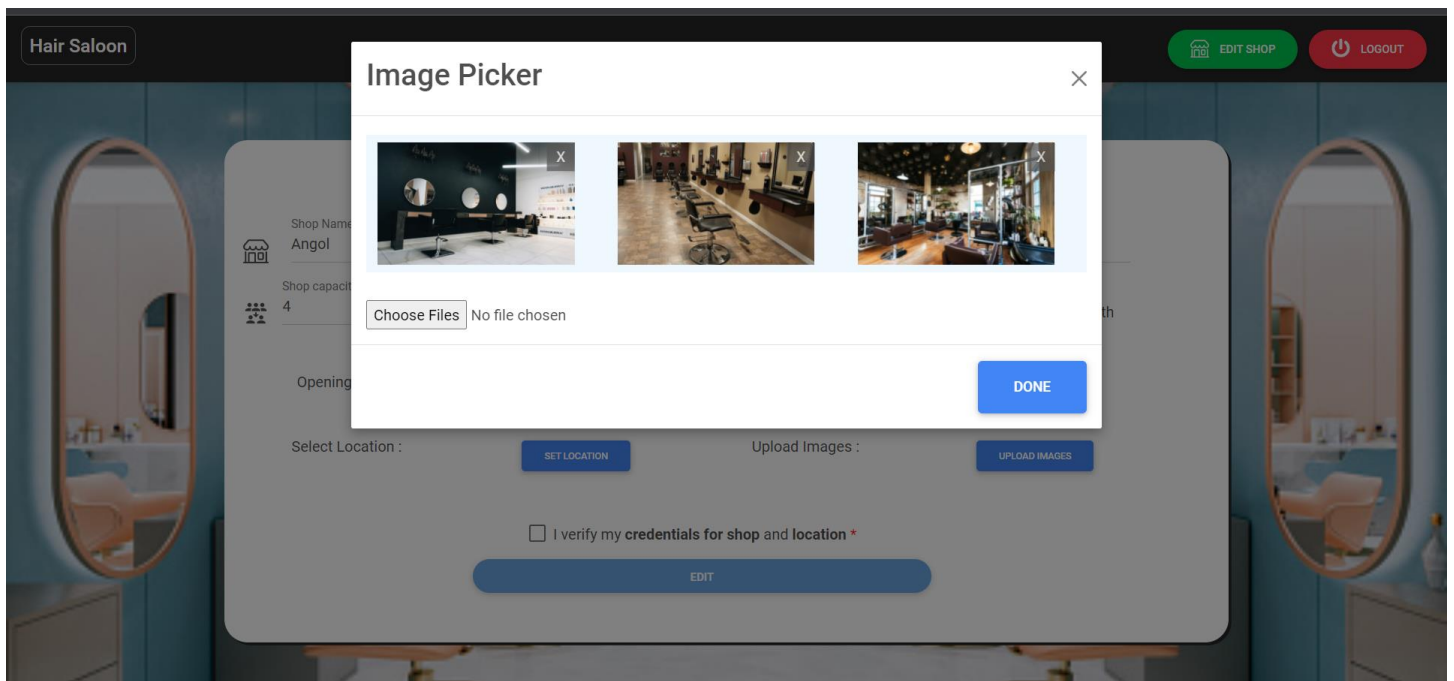 Hair Saloon
EDIT SHOP
LOGOUT
Image Picker
X
X
X
Shop Name
Angol
Shop capacit
4
th
Choose Files No file chosen
Opening
DONE
Select Location :
SET LOCATION
Upload Images :
UPLOAD IMAGES
I verify my credentials for shop and location *
EDIT